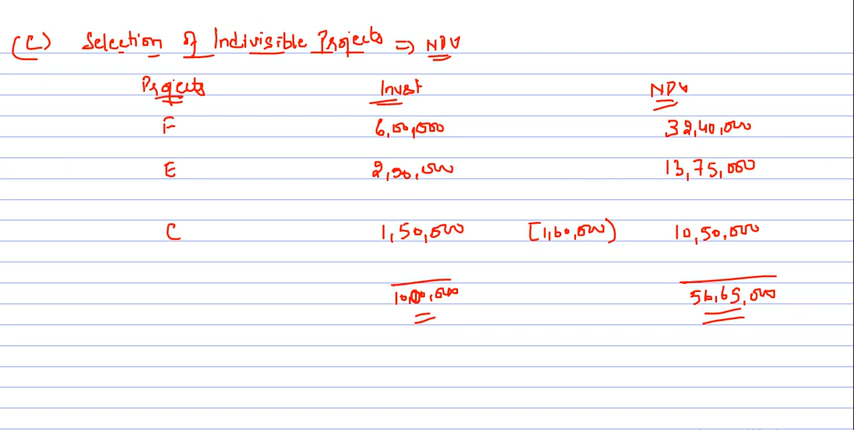 (C) Selection of Indivisible Projects ⇒ NPV
Projects Invest NPV
F 6,00,000 32,40,000
E 2,50,000 13,75,000
C 1,50,000 [1,60,000) 10,50,000
10,00,000 56,65,000